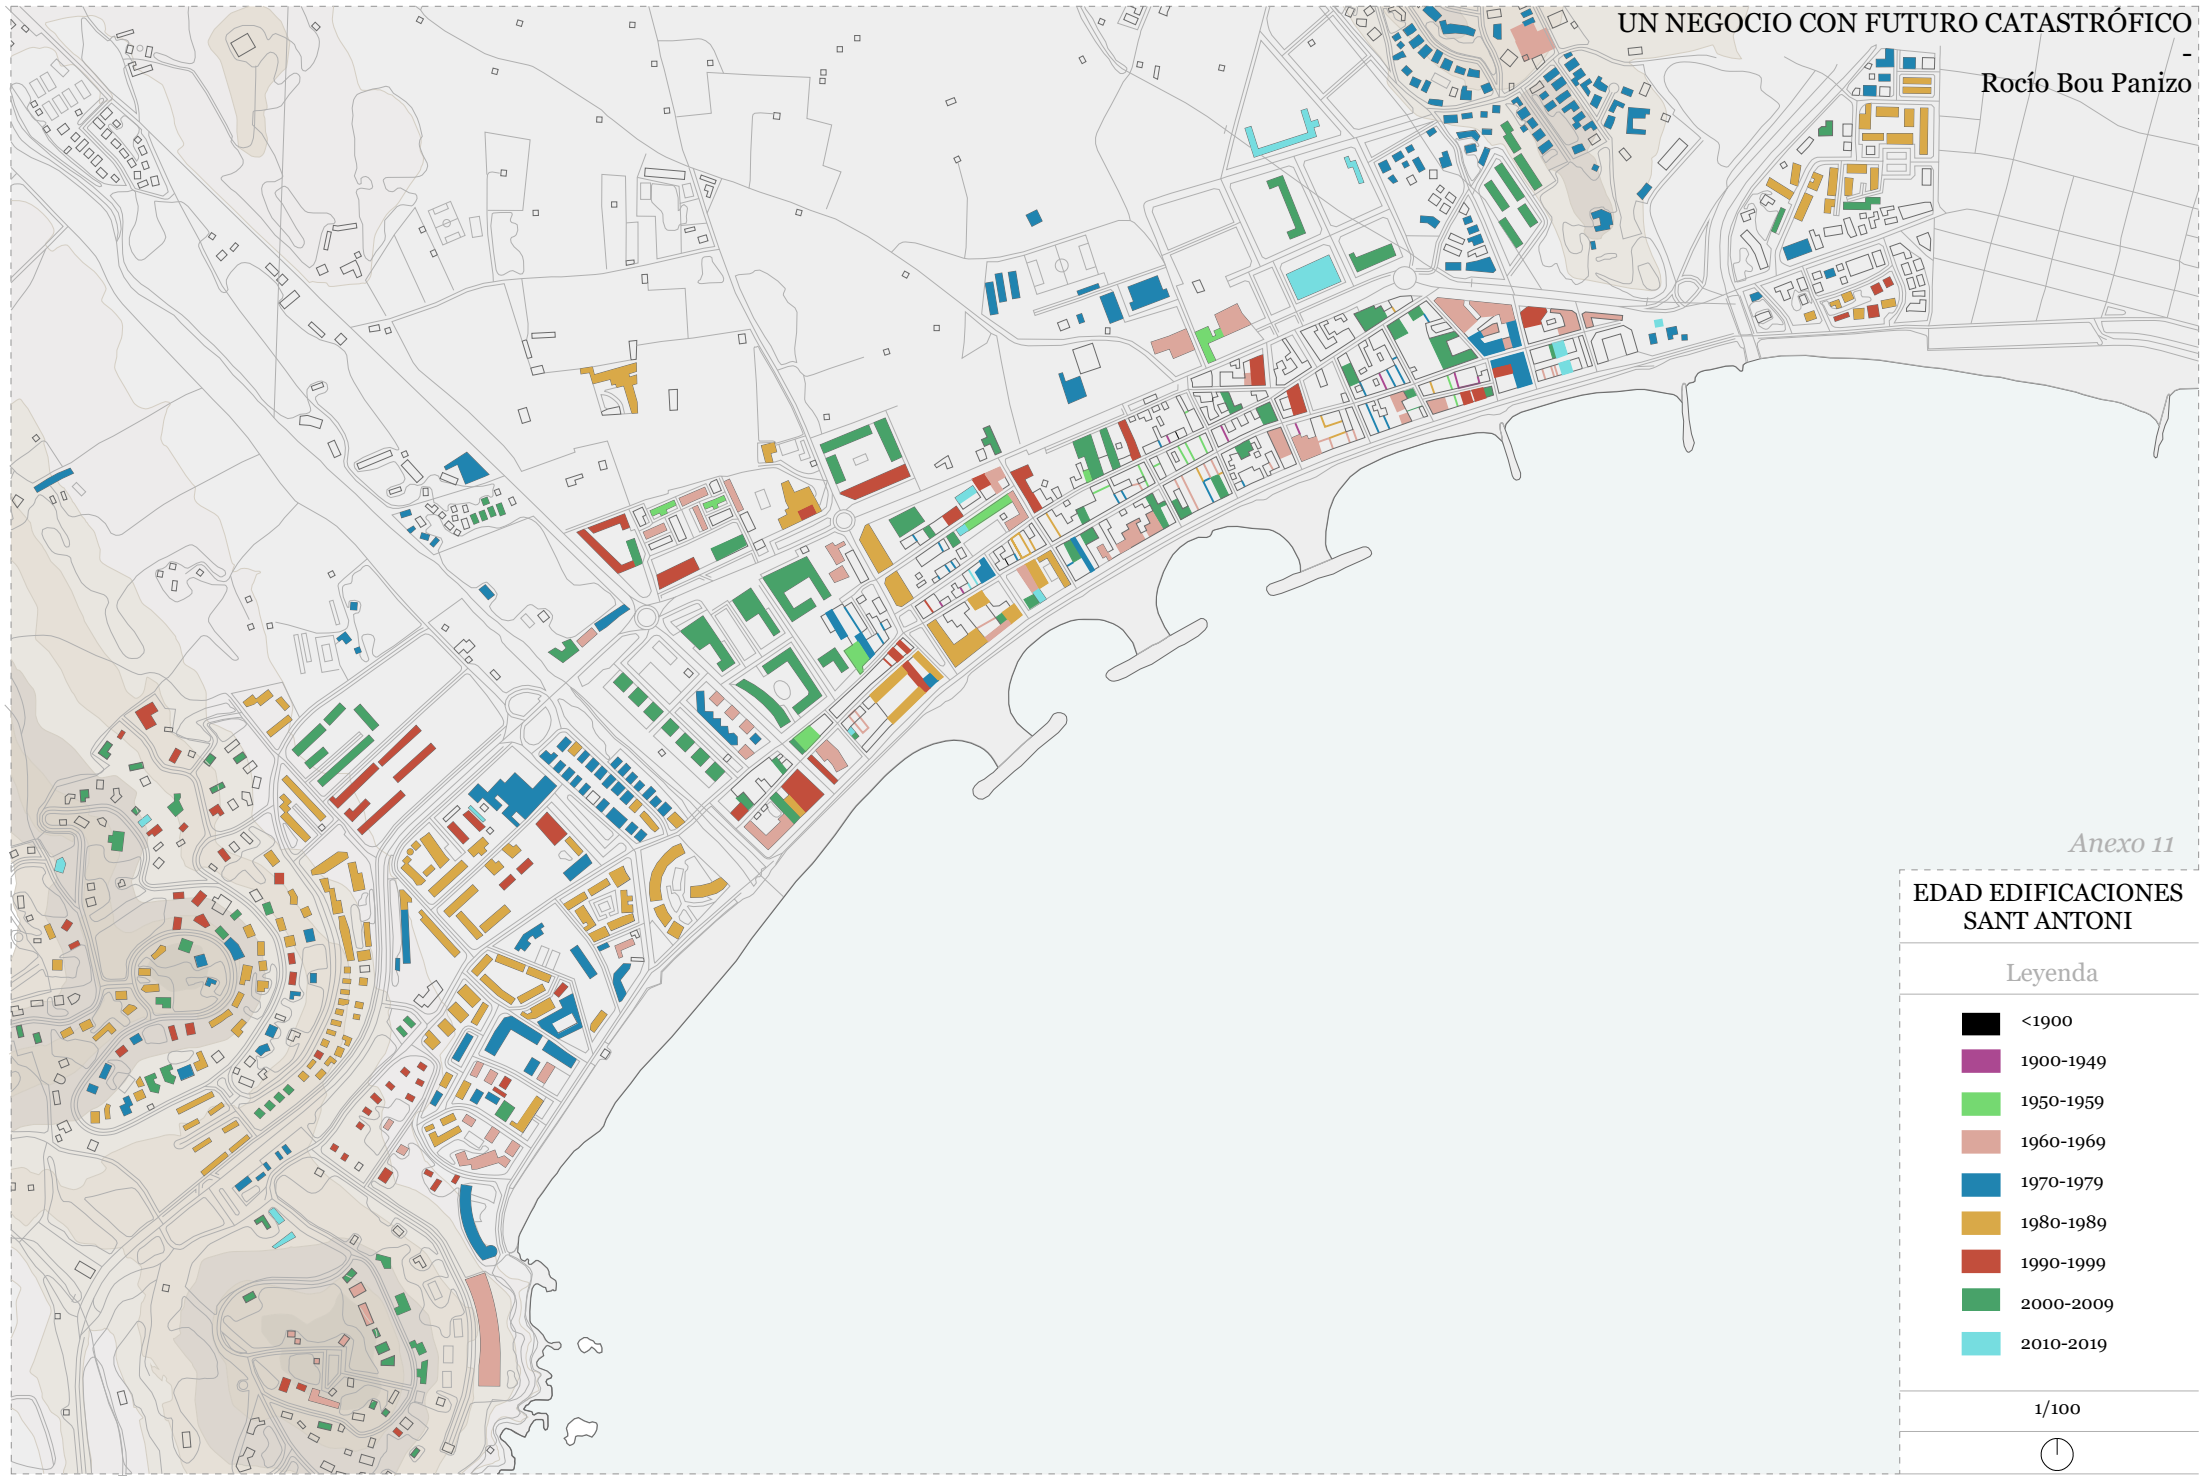 UN NEGOCIO CON FUTURO CATASTRÓFICO
-
Rocío Bou Panizo
Anexo 11
EDAD EDIFICACIONES
SANT ANTONI
Leyenda
<1900
1900-1949
1950-1959
1960-1969
1970-1979
1980-1989
1990-1999
2000-2009
2010-2019
1/100